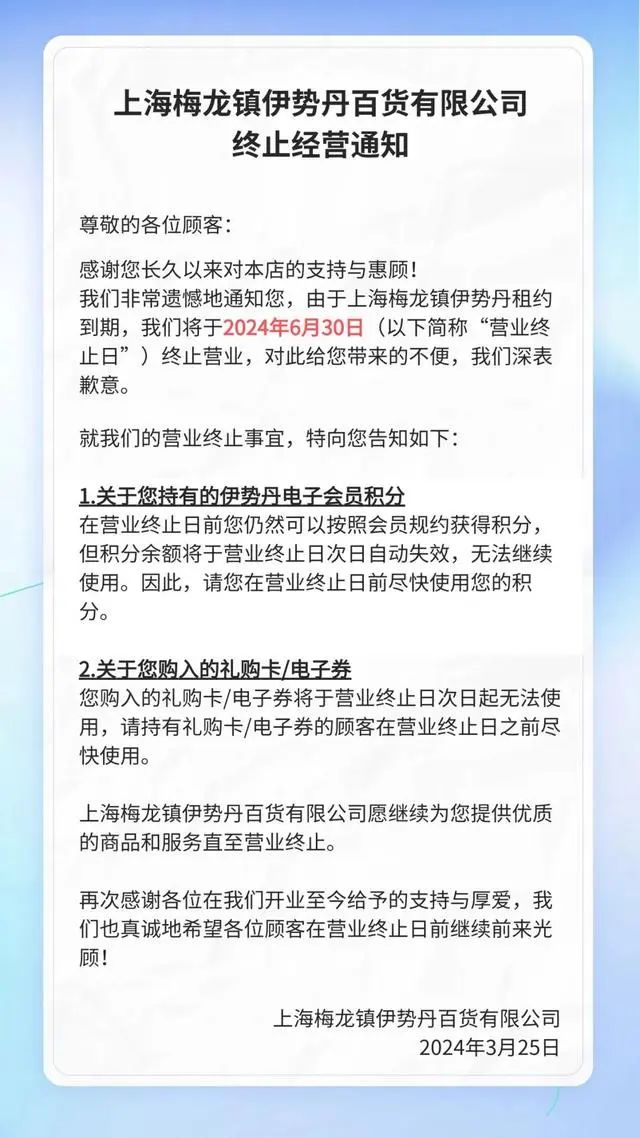 上海梅龙镇伊势丹百货有限公司
终止经营通知
尊敬的各位顾客：
感谢您长久以来对本店的支持与惠顾！
我们非常遗憾地通知您，由于上海梅龙镇伊势丹租约
到期，我们将于2024年6月30日（以下简称“营业终
止日”）终止营业，对此给您带来的不便，我们深表
歉意。
就我们的营业终止事宜，特向您告知如下：
1.关于您持有的伊势丹电子会员积分
在营业终止日前您仍然可以按照会员规约获得积分，
但积分余额将于营业终止日次日自动失效，无法继续
使用。因此，请您在营业终止日前尽快使用您的积
分。
2.关于您购入的礼购卡/电子券
您购入的礼购卡/电子券将于营业终止日次日起无法使
用，请持有礼购卡/电子券的顾客在营业终止日之前尽
快使用。
上海梅龙镇伊势丹百货有限公司愿继续为您提供优质
的商品和服务直至营业终止。
再次感谢各位在我们开业至今给予的支持与厚爱，我
们也真诚地希望各位顾客在营业终止日前继续前来光
顾！
上海梅龙镇伊势丹百货有限公司
2024年3月25日